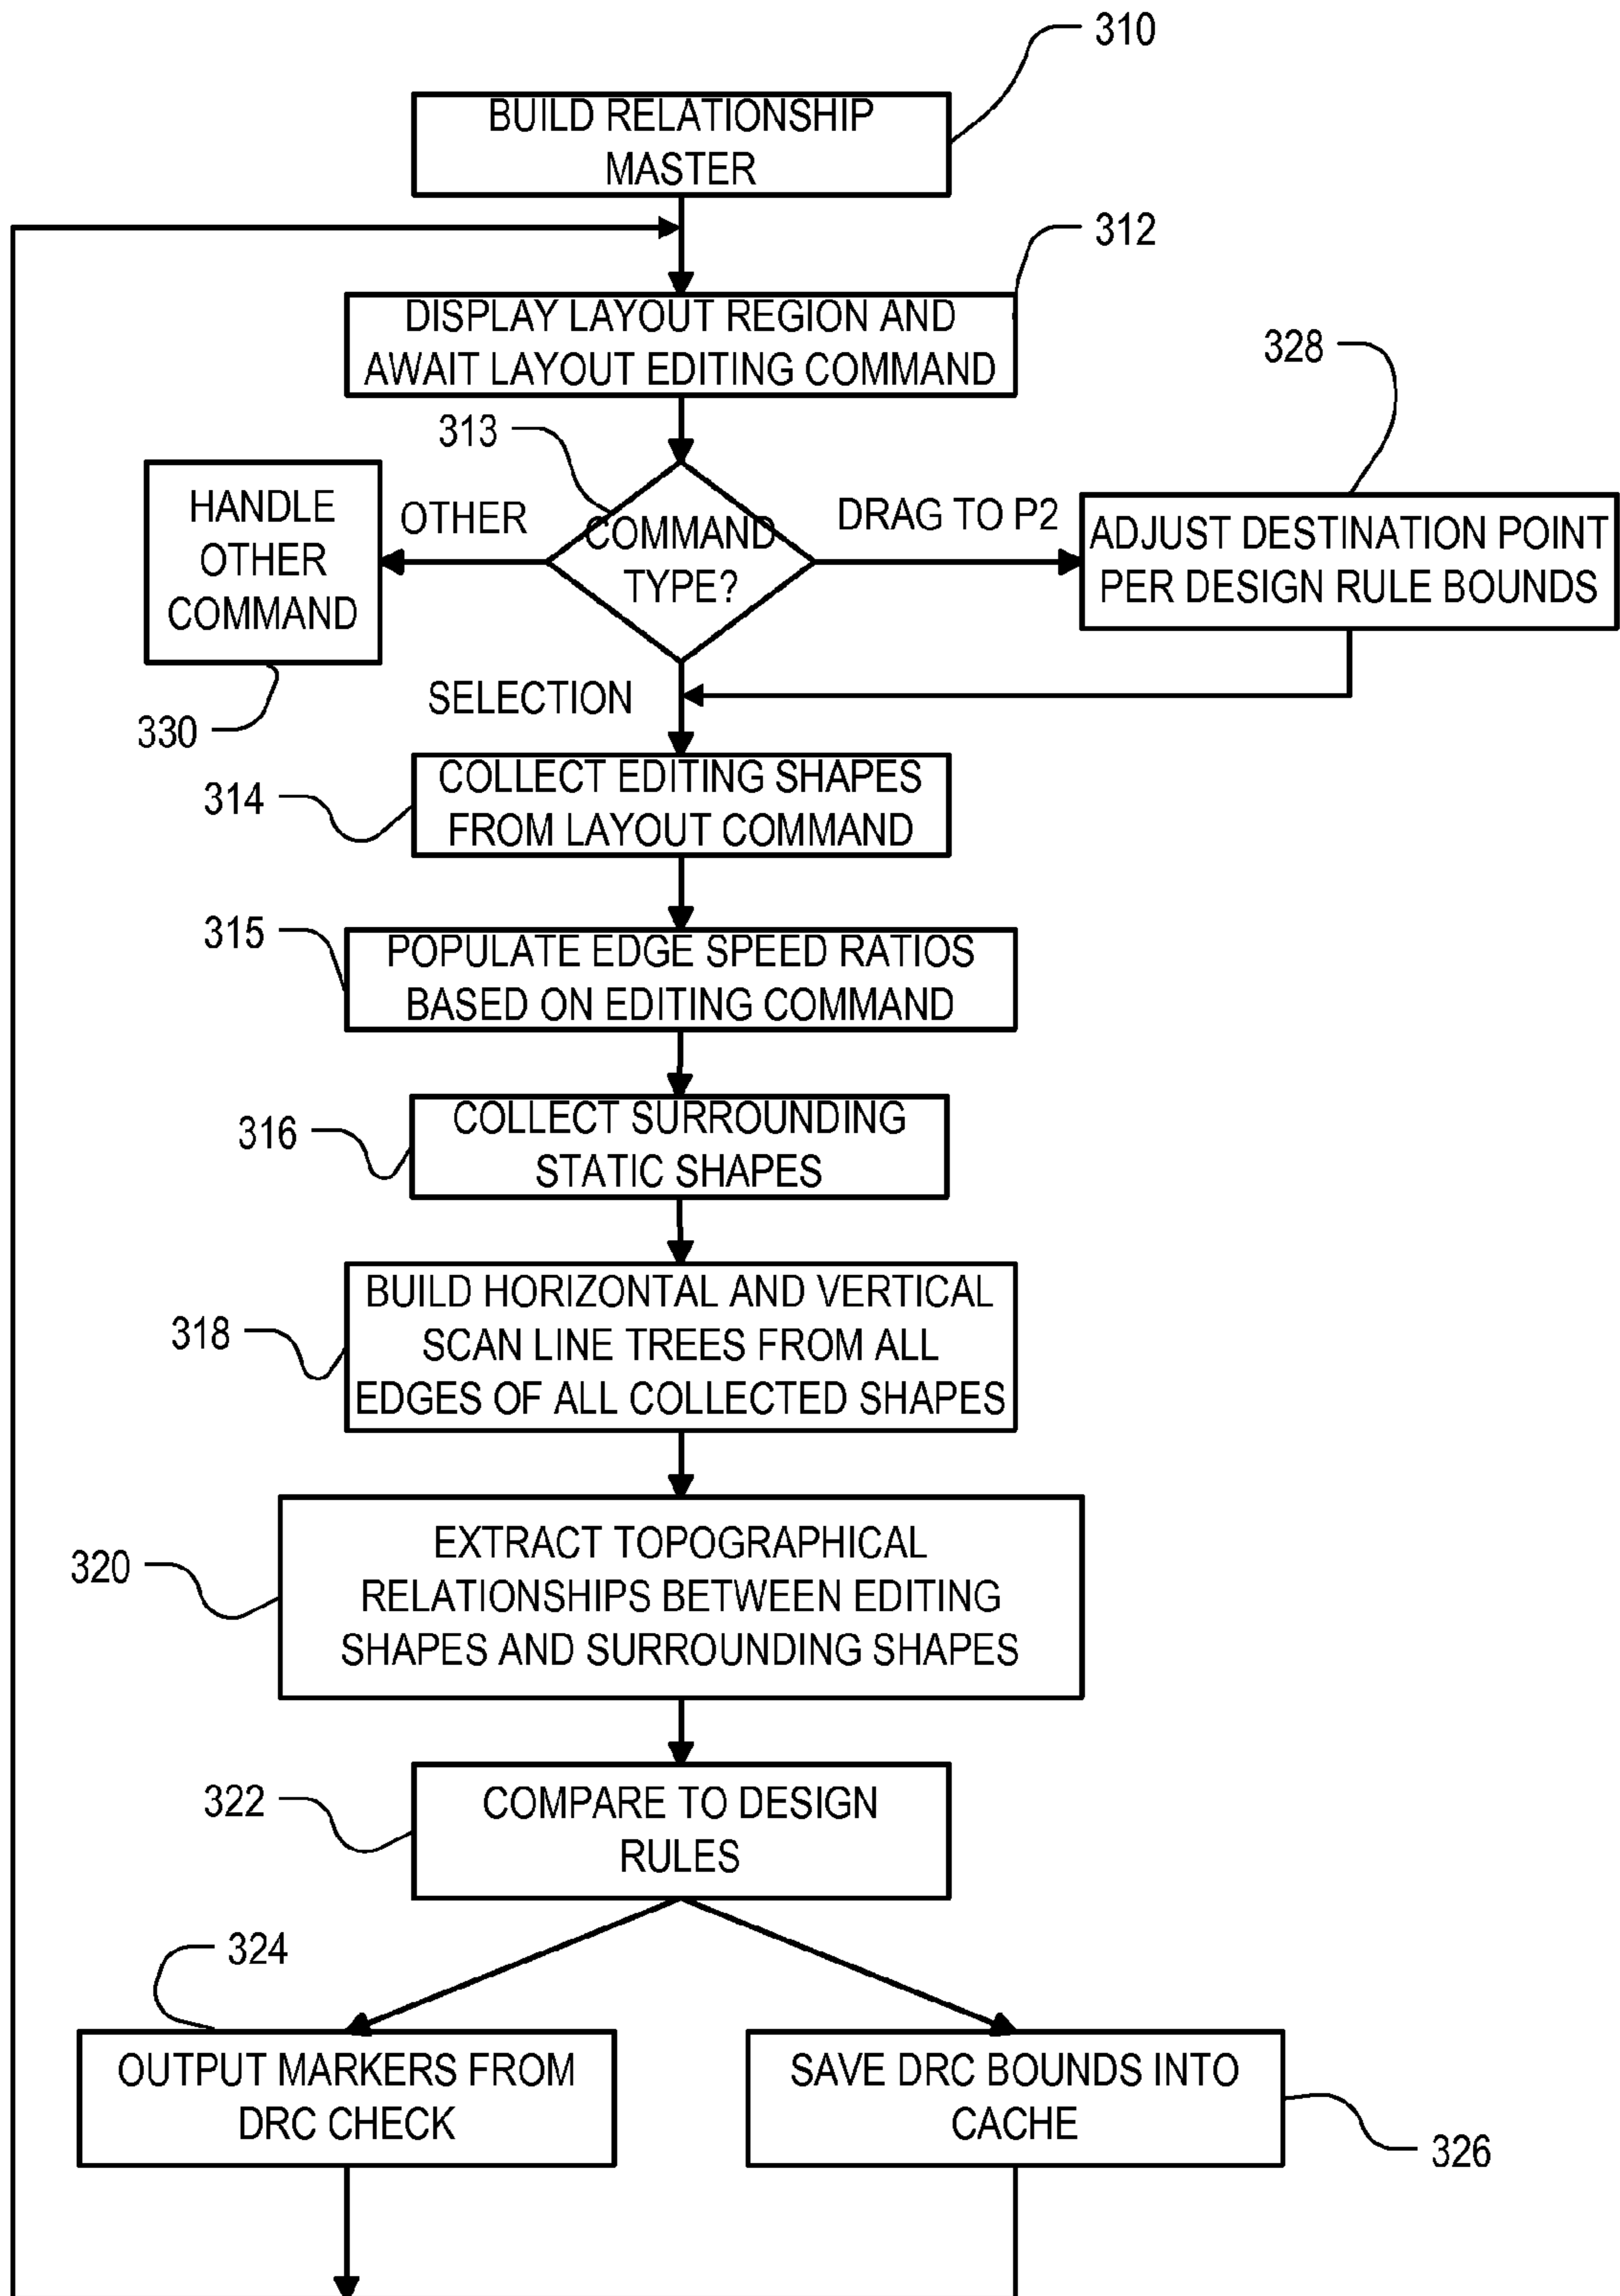 310
BUILD RELATIONSHIP
MASTER
312
DISPLAY LAYOUT REGION AND
AWAIT LAYOUT EDITING COMMAND
328
313
HANDLE
OTHER
COMMAND
OTHER
COMMAND
TYPE?
DRAG TO P2
ADJUST DESTINATION POINT
PER DESIGN RULE BOUNDS
330
SELECTION
314
COLLECT EDITING SHAPES
FROM LAYOUT COMMAND
315
POPULATE EDGE SPEED RATIOS
BASED ON EDITING COMMAND
316
COLLECT SURROUNDING
STATIC SHAPES
318
BUILD HORIZONTAL AND VERTICAL
SCAN LINE TREES FROM ALL
EDGES OF ALL COLLECTED SHAPES
320
EXTRACT TOPOGRAPHICAL
RELATIONSHIPS BETWEEN EDITING
SHAPES AND SURROUNDING SHAPES
322
COMPARE TO DESIGN
RULES
324
OUTPUT MARKERS FROM
DRC CHECK
SAVE DRC BOUNDS INTO
CACHE
326